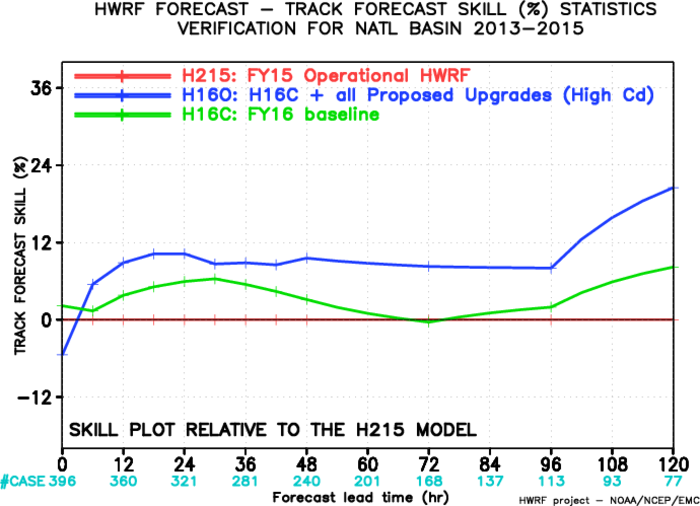 HWRF FORECAST – TRACK FORECAST SKILL (%) STATISTICS
VERIFICATION FOR NATL BASIN 2013–2015
H215: FY15 Operational HWRF
H16O: H16C + all Proposed Upgrades (High Cd)
H16C: FY16 baseline
TRACK FORECAST SKILL (%)
36
24
12
0
–12
SKILL PLOT RELATIVE TO THE H215 MODEL
0 12 24 36 48 60 72 84 96 108 120
#CASE 396 360 321 281 240 201 168 137 113 93 77
Forecast lead time (hr)
HWRF project – NOAA/NCEP/EMC